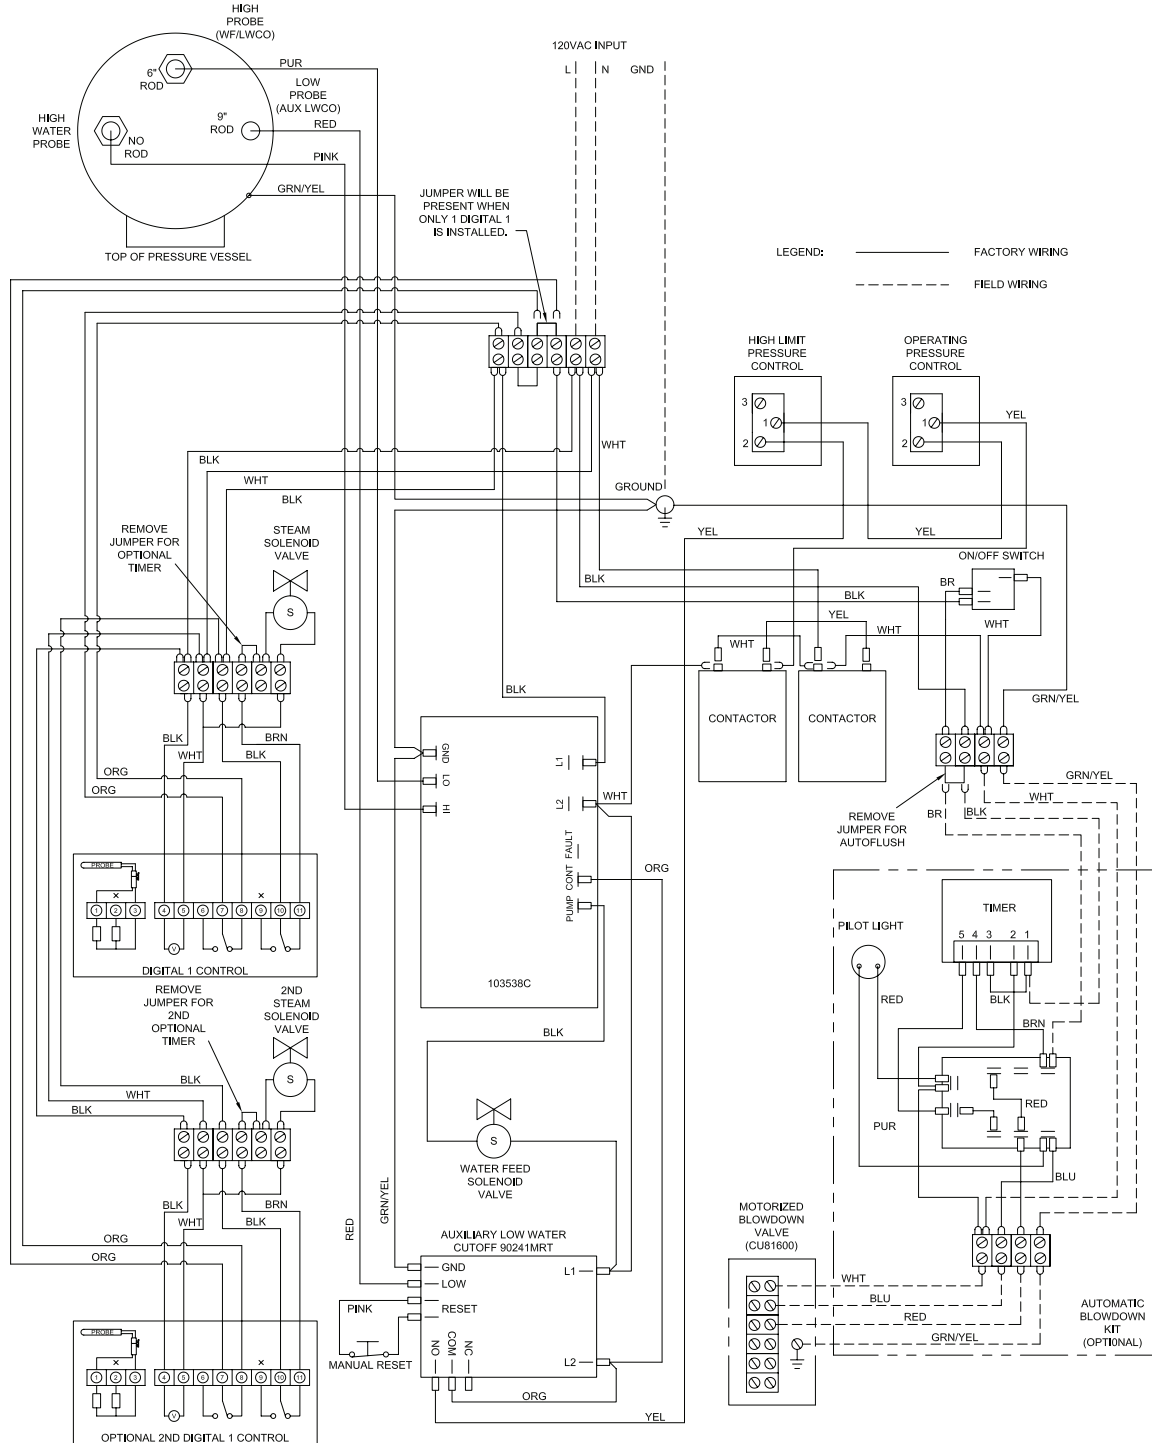 HIGH
PROBE
(WF/LWCO)
6"
ROD
PUR
LOW
PROBE
(AUX LWCO)
HIGH
WATER
PROBE
9"
ROD
RED
NO
ROD
PINK
GRN/YEL
TOP OF PRESSURE VESSEL
120VAC INPUT
L
N
GND
JUMPER WILL BE
PRESENT WHEN
ONLY 1 DIGITAL 1
IS INSTALLED.
LEGEND:
FACTORY WIRING
FIELD WIRING
HIGH LIMIT
PRESSURE
CONTROL
3
1
2
OPERATING
PRESSURE
CONTROL
3
1
2
YEL
WHT
BLK
WHT
BLK
GROUND
YEL
YEL
ON/OFF SWITCH
REMOVE
JUMPER FOR
OPTIONAL
TIMER
STEAM
SOLENOID
VALVE
S
BLK
BR
BLK
YEL
WHT
WHT
WHT
GRN/YEL
CONTACTOR
CONTACTOR
BLK
BLK
WHT
BRN
BLK
ORG
ORG
GND
LO
HI
L1
L2
FAULT
CONT
PUMP
WHT
ORG
103538C
REMOVE
JUMPER FOR
AUTOFLUSH
BR
BLK
WHT
GRN/YEL
PROBE
1
2
3
4
5
6
7
8
9
10
11
V
DIGITAL 1 CONTROL
PILOT LIGHT
TIMER
5
4
3
2
1
RED
BLK
BRN
RED
PUR
BLU
REMOVE
JUMPER FOR
2ND
OPTIONAL
TIMER
2ND
STEAM
SOLENOID
VALVE
S
BLK
WHT
BLK
BLK
S
WATER FEED
SOLENOID
VALVE
BLK
WHT
BRN
BLK
ORG
ORG
RED
GRN/YEL
AUXILIARY LOW WATER
CUTOFF 90241MRT
GND
LOW
RESET
L1
L2
NO
COM
NC
PINK
MANUAL RESET
ORG
YEL
MOTORIZED
BLOWDOWN
VALVE
(CU81600)
WHT
BLU
RED
GRN/YEL
AUTOMATIC
BLOWDOWN
KIT
(OPTIONAL)
PROBE
1
2
3
4
5
6
7
8
9
10
11
V
OPTIONAL 2ND DIGITAL 1 CONTROL